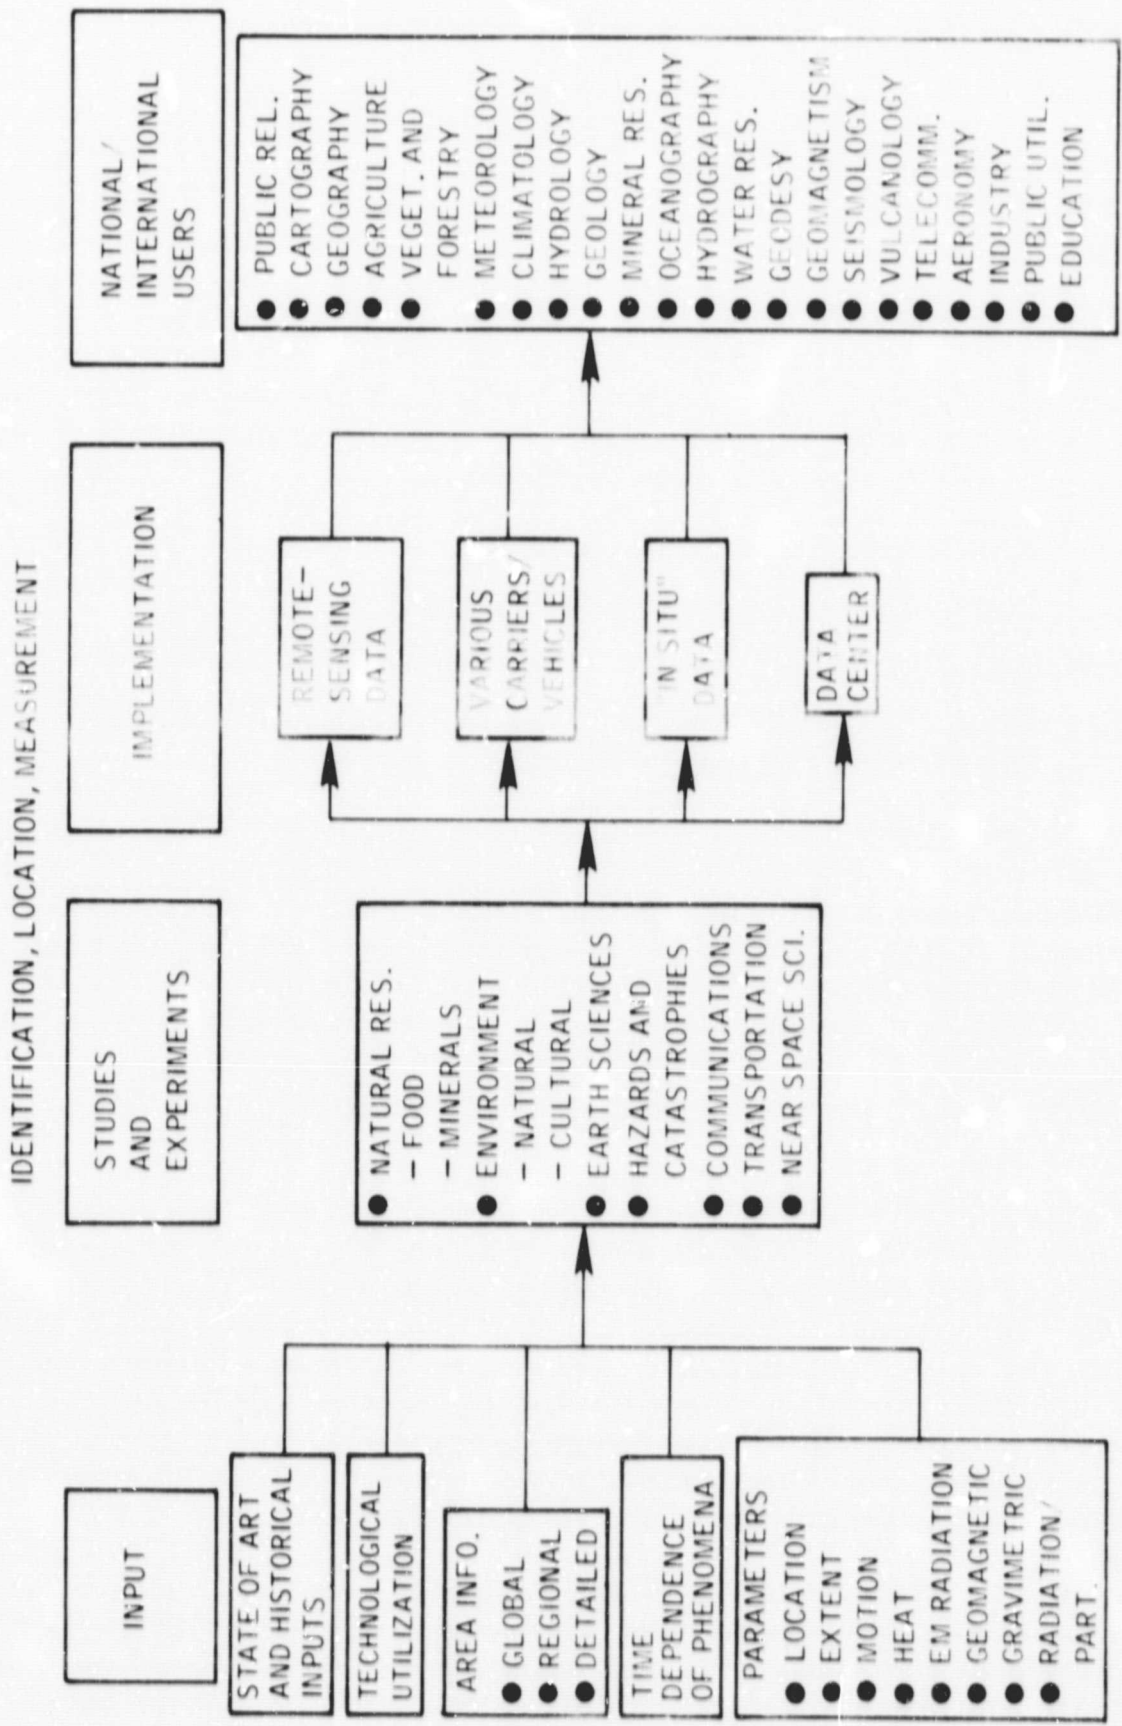 IDENTIFICATION, LOCATION, MEASUREMENT
INPUT
STATE OF ART
AND HISTORICAL
INPUTS
TECHNOLOGICAL
UTILIZATION
AREA INFO.
● GLOBAL
● REGIONAL
● DETAILED
TIME
DEPENDENCE
OF PHENOMENA
PARAMETERS
● LOCATION
● EXTENT
● MOTION
● HEAT
● EM RADIATION
● GEOMAGNETIC
● GRAVIMETRIC
● RADIATION/
PART.
STUDIES
AND
EXPERIMENTS
● NATURAL RES.
– FOOD
– MINERALS
● ENVIRONMENT
– NATURAL
– CULTURAL
● EARTH SCIENCES
● HAZARDS AND
CATASTROPHIES
● COMMUNICATIONS
● TRANSPORTATION
● NEAR SPACE SCI.
IMPLEMENTATION
REMOTE–
SENSING
DATA
VARIOUS
CARRIERS/
VEHICLES
"IN SITU"
DATA
DATA
CENTER
NATIONAL/
INTERNATIONAL
USERS
● PUBLIC REL.
● CARTOGRAPHY
● GEOGRAPHY
● AGRICULTURE
● VEGET. AND
FORESTRY
● METEOROLOGY
● CLIMATOLOGY
● HYDROLOGY
● GEOLOGY
● MINERAL RES.
● OCEANOGRAPHY
● HYDROGRAPHY
● WATER RES.
● GEODESY
● GEOMAGNETISM
● SEISMOLOGY
● VULCANOLOGY
● TELECOMM.
● AERONOMY
● INDUSTRY
● PUBLIC UTIL.
● EDUCATION